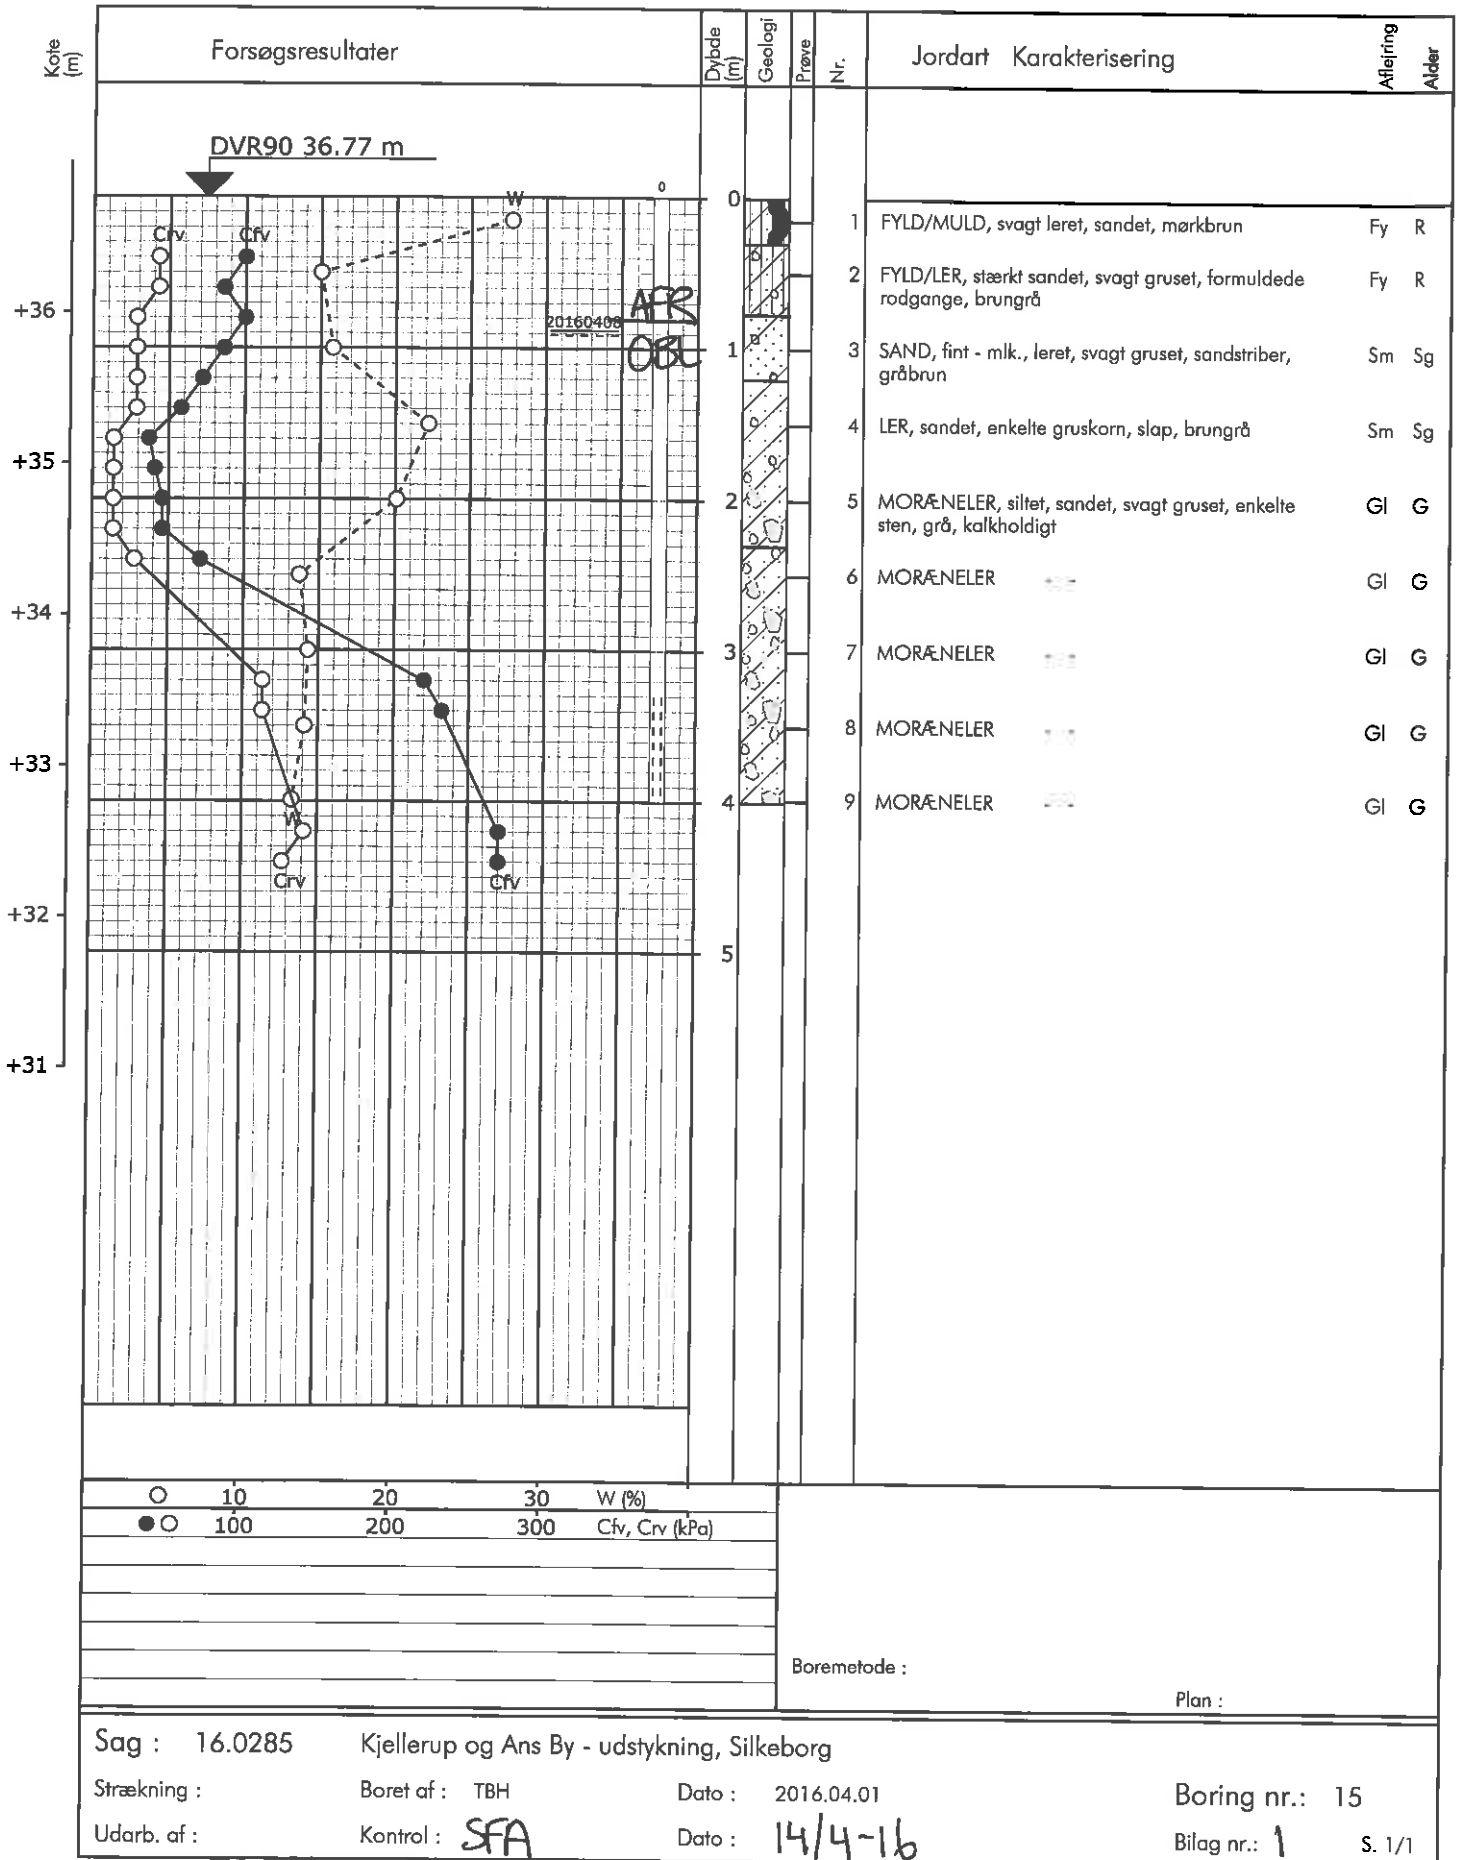 Kote (m)
Forsøgsresultater
Dybde (m)
Geologi
Prøve
Nr.
Jordart Karakterisering
Aflejring
Alder
DVR90 36.77 m
0
W
0
Crv
Cfv
1 FYLD/MULD, svagt leret, sandet, mørkbrun Fy R
2 FYLD/LER, stærkt sandet, svagt gruset, formuldede
rodgange, brungrå
Fy R
+36
20160408
AFR
OBL
1
3 SAND, fint - mlk., leret, svagt gruset, sandstriber,
gråbrun
Sm Sg
4 LER, sandet, enkelte gruskorn, slap, brungrå Sm Sg
+35
2
5 MORÆNELER, siltet, sandet, svagt gruset, enkelte
sten, grå, kalkholdigt
Gl G
6 MORÆNELER -"- Gl G
+34
3
7 MORÆNELER -"- Gl G
8 MORÆNELER -"- Gl G
+33
4
9 MORÆNELER -"- Gl G
W
Crv
Cfv
+32
5
+31
10 20 30 W (%)
100 200 300 Cfv, Crv (kPa)
Boremetode :
Plan :
Sag : 16.0285 Kjellerup og Ans By - udstykning, Silkeborg
Strækning : Boret af : TBH Dato : 2016.04.01 Boring nr.: 15
Udarb. af : Kontrol : SFA Dato : 14/4-16 Bilag nr.: 1 S. 1/1